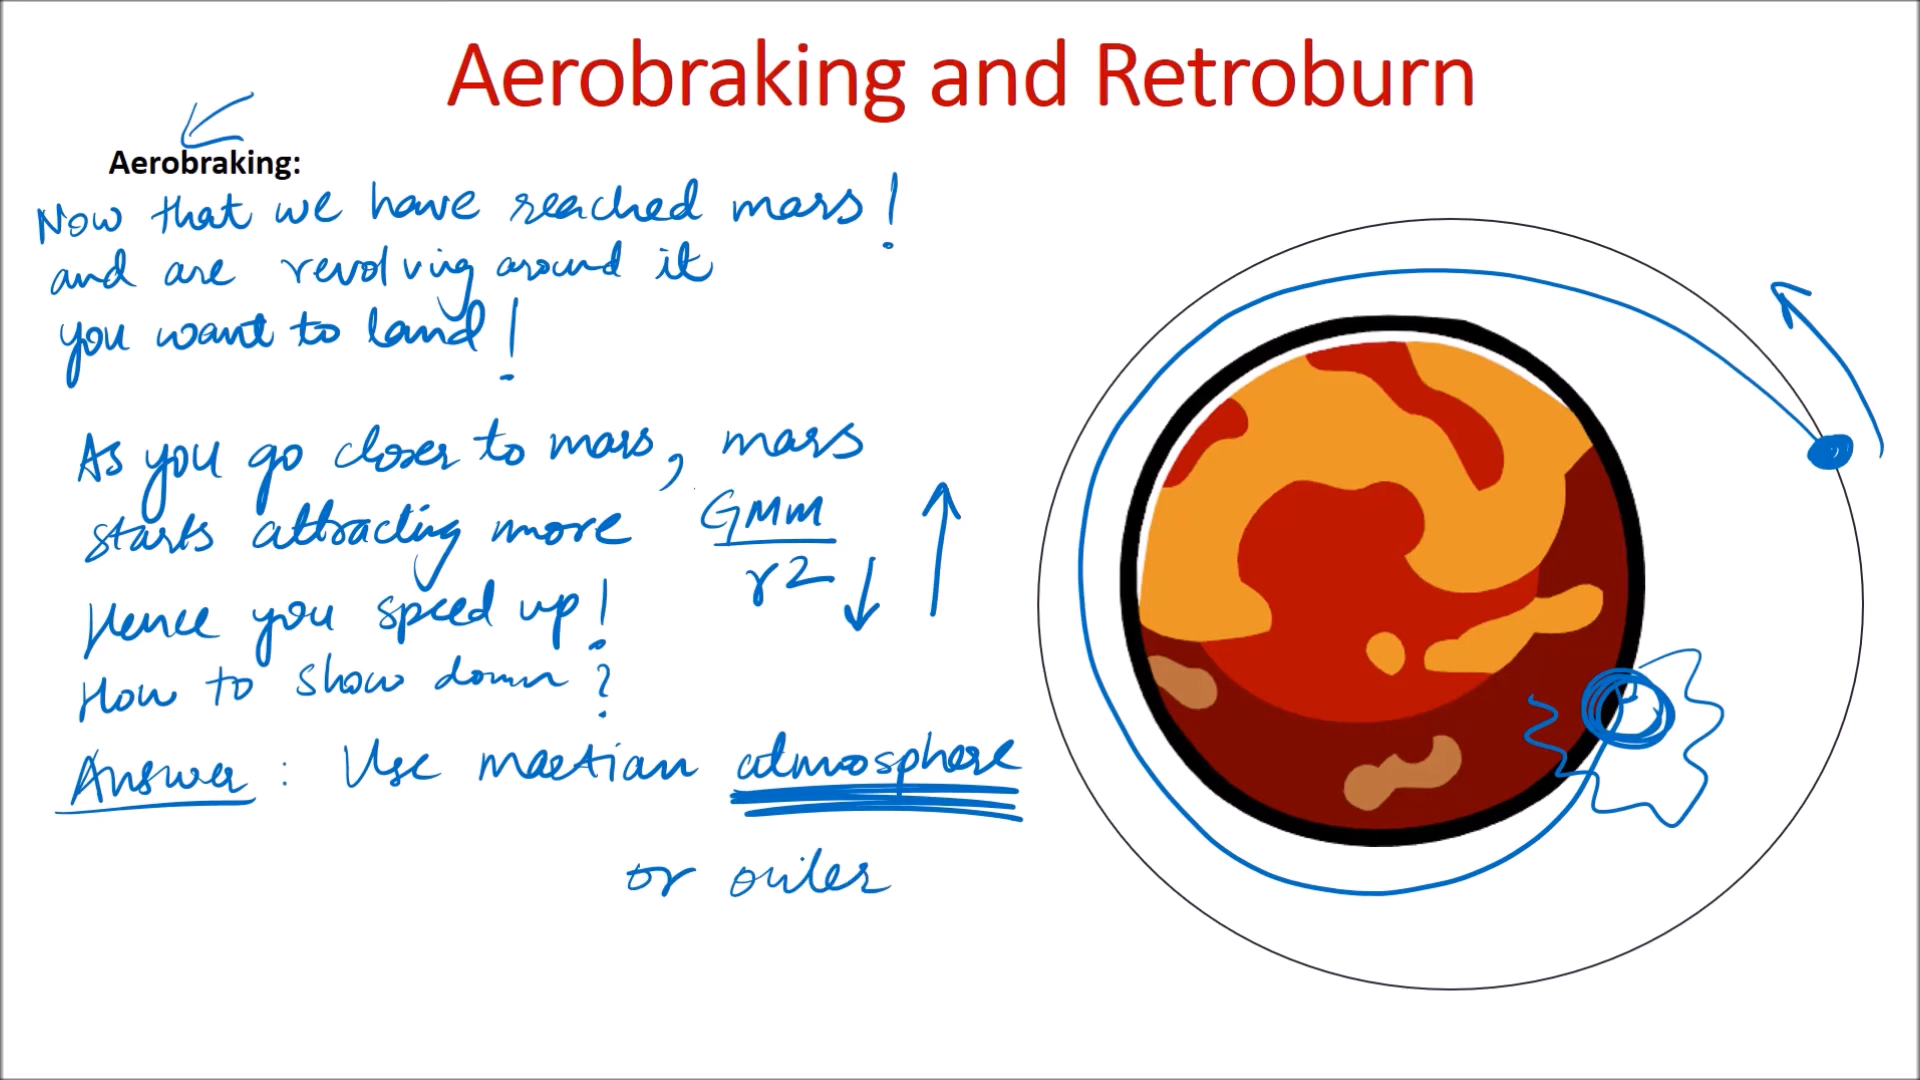 Aerobraking and Retroburn
Aerobraking:
Now that we have reached mars!
and are revolving around it
you want to land!
As you go closer to mars, mars
starts attracting more
GMm
r2
Hence you speed up!
How to show down?
Answer: Use martian atmosphere
or outer